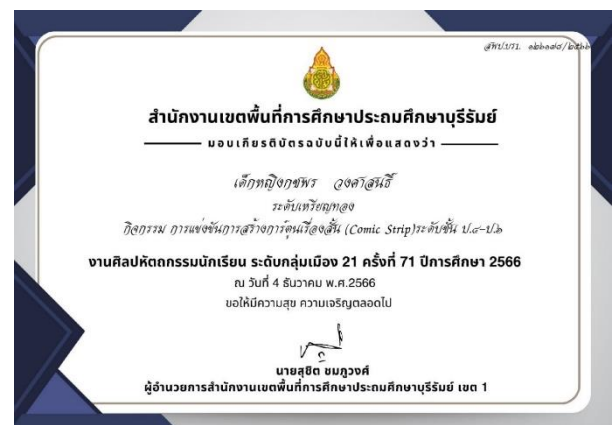 สพป.บร1.
สำนักงานเขตพื้นที่การศึกษาประถมศึกษาบุรีรัมย์
มอบเกียรติบัตรฉบับนี้ให้เพื่อแสดงว่า
เด็กหญิงกชพร วงศาสนธิ์
ระดับเหรียญทอง
กิจกรรม การแข่งขันการสร้างการ์ตูนเรื่องสั้น (Comic Strip)ระดับชั้น ป.๔-ป.๖
งานศิลปหัตถกรรมนักเรียน ระดับกลุ่มเมือง 21 ครั้งที่ 71 ปีการศึกษา 2566
ณ วันที่ 4 ธันวาคม พ.ศ.2566
ขอให้มีความสุข ความเจริญตลอดไป
นายสุชิต ชมภูวงศ์
ผู้อำนวยการสำนักงานเขตพื้นที่การศึกษาประถมศึกษาบุรีรัมย์ เขต 1